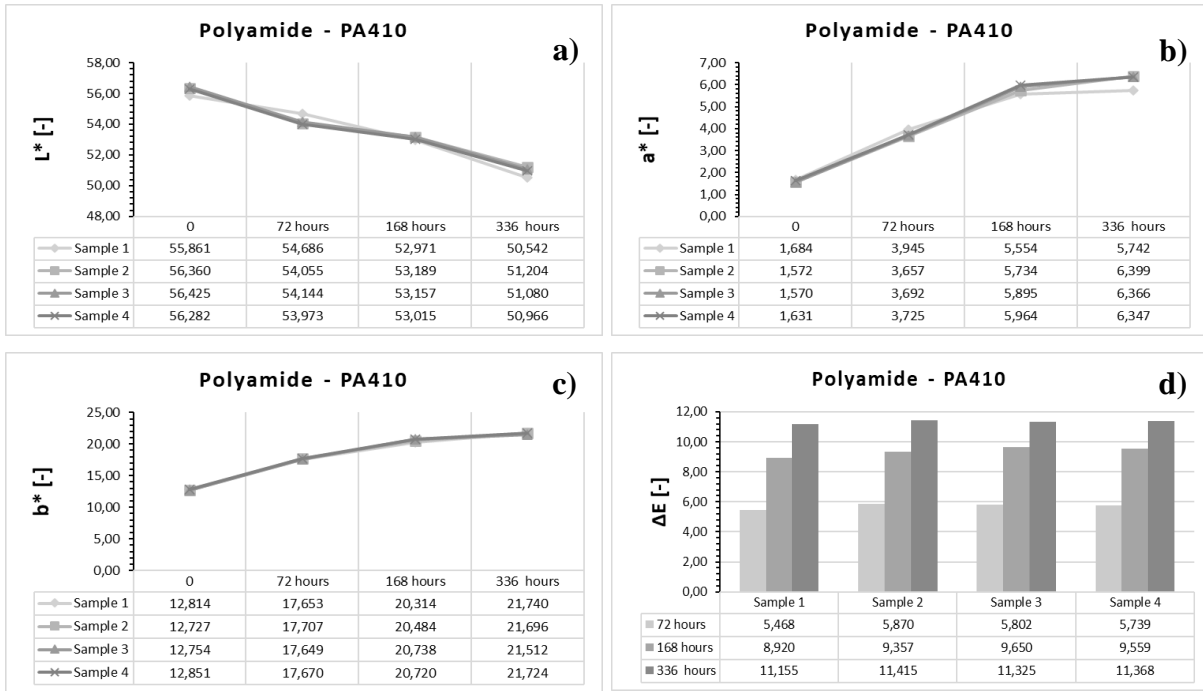 Polyamide - PA410
a)
L* [-]
58,00
56,00
54,00
52,00
50,00
48,00
0 72 hours 168 hours 336 hours
Sample 1 55,861 54,686 52,971 50,542
Sample 2 56,360 54,055 53,189 51,204
Sample 3 56,425 54,144 53,157 51,080
Sample 4 56,282 53,973 53,015 50,966
Polyamide - PA410
b)
a* [-]
7,00
6,00
5,00
4,00
3,00
2,00
1,00
0,00
0 72 hours 168 hours 336 hours
Sample 1 1,684 3,945 5,554 5,742
Sample 2 1,572 3,657 5,734 6,399
Sample 3 1,570 3,692 5,895 6,366
Sample 4 1,631 3,725 5,964 6,347
Polyamide - PA410
c)
b* [-]
25,00
20,00
15,00
10,00
5,00
0,00
0 72 hours 168 hours 336 hours
Sample 1 12,814 17,653 20,314 21,740
Sample 2 12,727 17,707 20,484 21,696
Sample 3 12,754 17,649 20,738 21,512
Sample 4 12,851 17,670 20,720 21,724
Polyamide - PA410
d)
ΔE [-]
12,00
10,00
8,00
6,00
4,00
2,00
0,00
Sample 1 Sample 2 Sample 3 Sample 4
72 hours 5,468 5,870 5,802 5,739
168 hours 8,920 9,357 9,650 9,559
336 hours 11,155 11,415 11,325 11,368